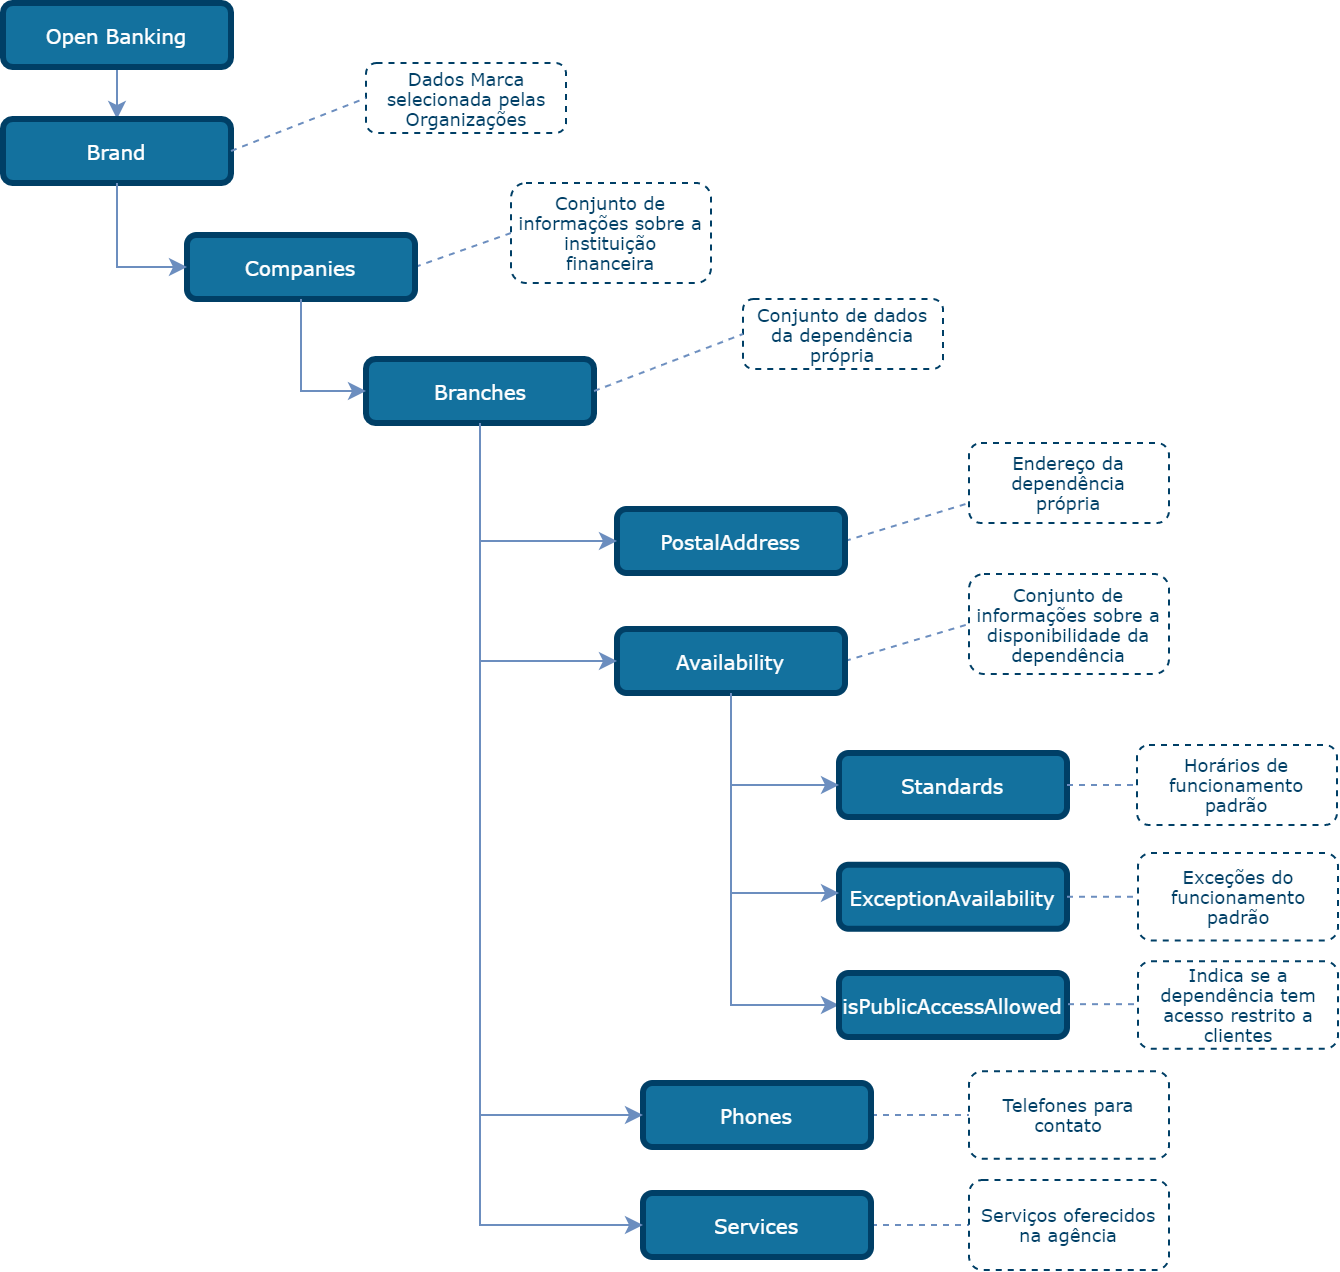 Open Banking
Dados Marca
selecionada pelas
Organizações
Brand
Conjunto de
informações sobre a
instituição
financeira
Companies
Conjunto de dados
da dependência
própria
Branches
Endereço da
dependência
própria
PostalAddress
Conjunto de
informações sobre a
disponibilidade da
dependência
Availability
Horários de
funcionamento
padrão
Standards
Exceções do
funcionamento
padrão
ExceptionAvailability
Indica se a
dependência tem
acesso restrito a
clientes
isPublicAccessAllowed
Telefones para
contato
Phones
Serviços oferecidos
na agência
Services